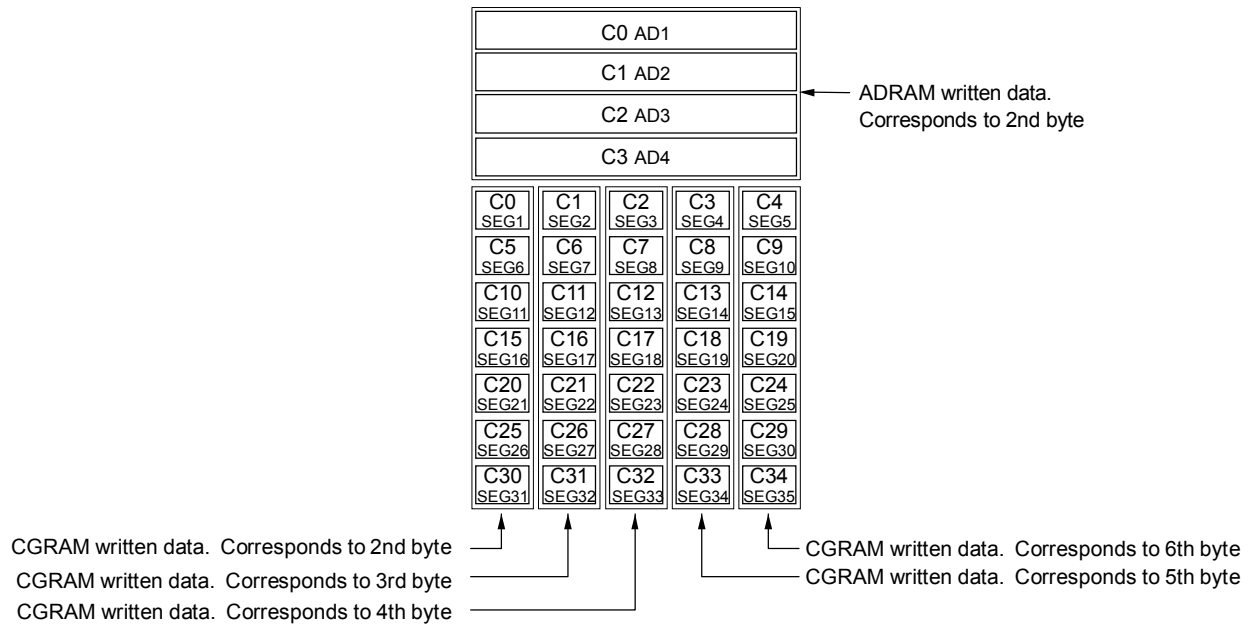 C0 AD1
C1 AD2
C2 AD3
C3 AD4
ADRAM written data.
Corresponds to 2nd byte
C0 C1 C2 C3 C4
SEG1 SEG2 SEG3 SEG4 SEG5
C5 C6 C7 C8 C9
SEG6 SEG7 SEG8 SEG9 SEG10
C10 C11 C12 C13 C14
SEG11 SEG12 SEG13 SEG14 SEG15
C15 C16 C17 C18 C19
SEG16 SEG17 SEG18 SEG19 SEG20
C20 C21 C22 C23 C24
SEG21 SEG22 SEG23 SEG24 SEG25
C25 C26 C27 C28 C29
SEG26 SEG27 SEG28 SEG29 SEG30
C30 C31 C32 C33 C34
SEG31 SEG32 SEG33 SEG34 SEG35
CGRAM written data. Corresponds to 2nd byte
CGRAM written data. Corresponds to 3rd byte
CGRAM written data. Corresponds to 4th byte
CGRAM written data. Corresponds to 6th byte
CGRAM written data. Corresponds to 5th byte